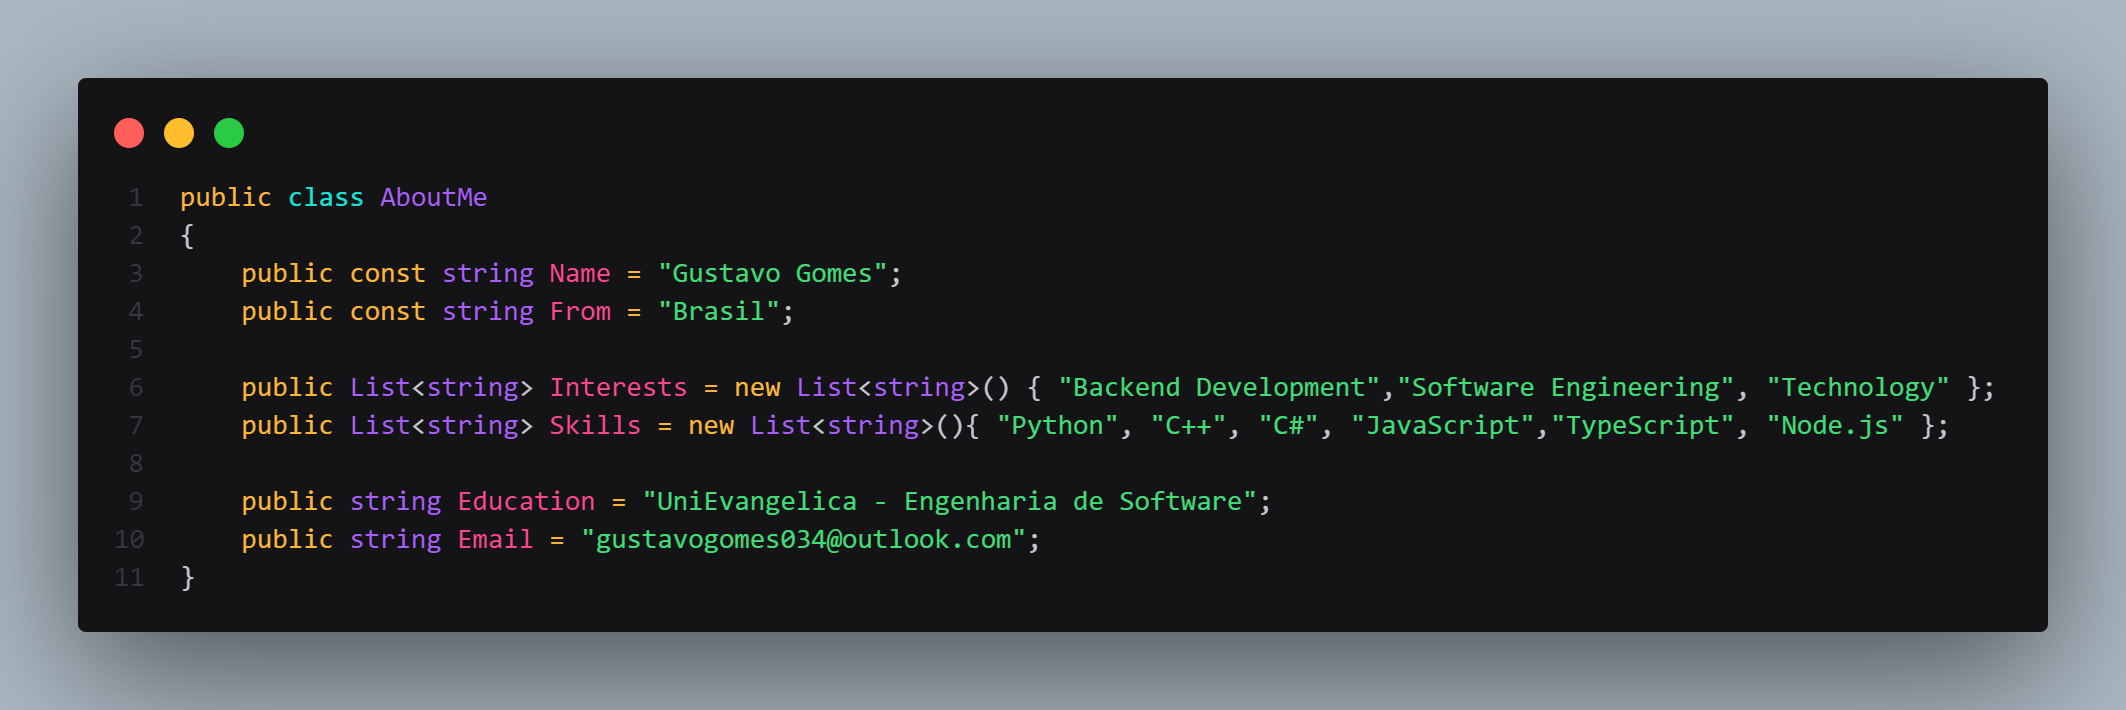 1 public class AboutMe
2 {
3     public const string Name = "Gustavo Gomes";
4     public const string From = "Brasil";
5
6     public List<string> Interests = new List<string>() { "Backend Development","Software Engineering", "Technology" };
7     public List<string> Skills = new List<string>(){ "Python", "C++", "C#", "JavaScript","TypeScript", "Node.js" };
8
9     public string Education = "UniEvangelica - Engenharia de Software";
10     public string Email = "gustavogomes034@outlook.com";
11 }